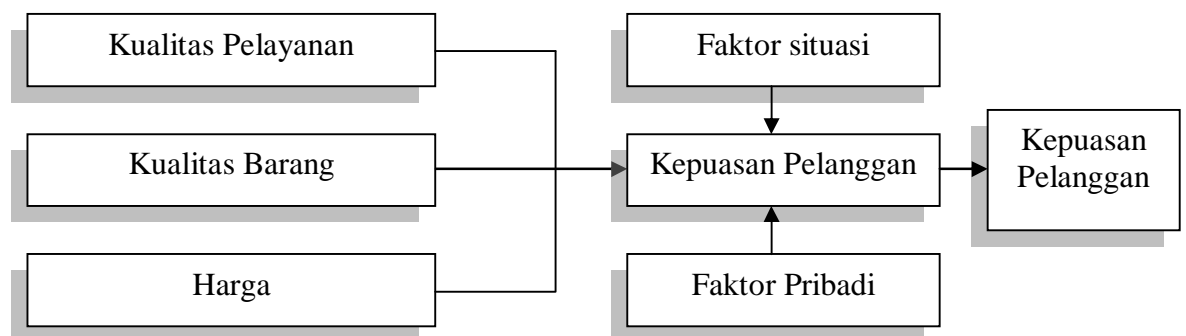 Kualitas Pelayanan
Faktor situasi
Kualitas Barang
Kepuasan Pelanggan
Kepuasan
Pelanggan
Harga
Faktor Pribadi